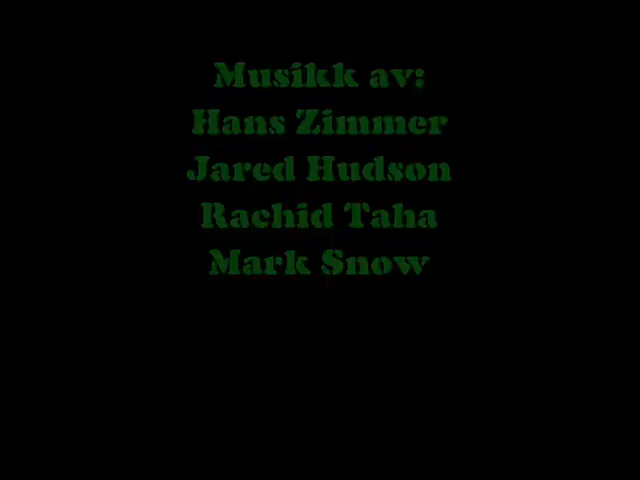 Musikk av:
Hans Zimmer
Jared Hudson
Rachid Taha
Mark Snow